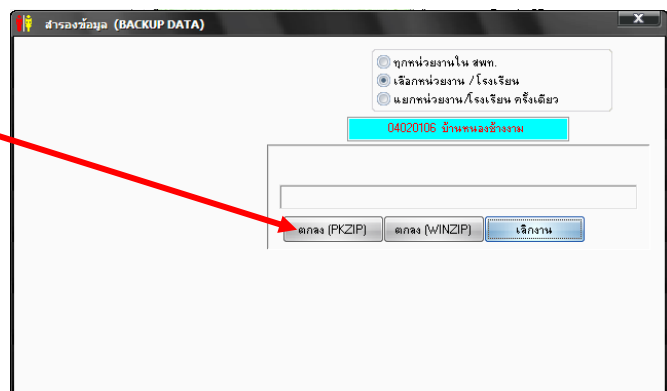 สำรองข้อมูล (BACKUP DATA)
ทุกหน่วยงานใน สพท.
เลือกหน่วยงาน / โรงเรียน
แยกหน่วยงาน/โรงเรียน ครั้งเดียว
04020106 บ้านหนองช้างงาม
ตกลง (PKZIP)
ตกลง (WINZIP)
เลิกงาน